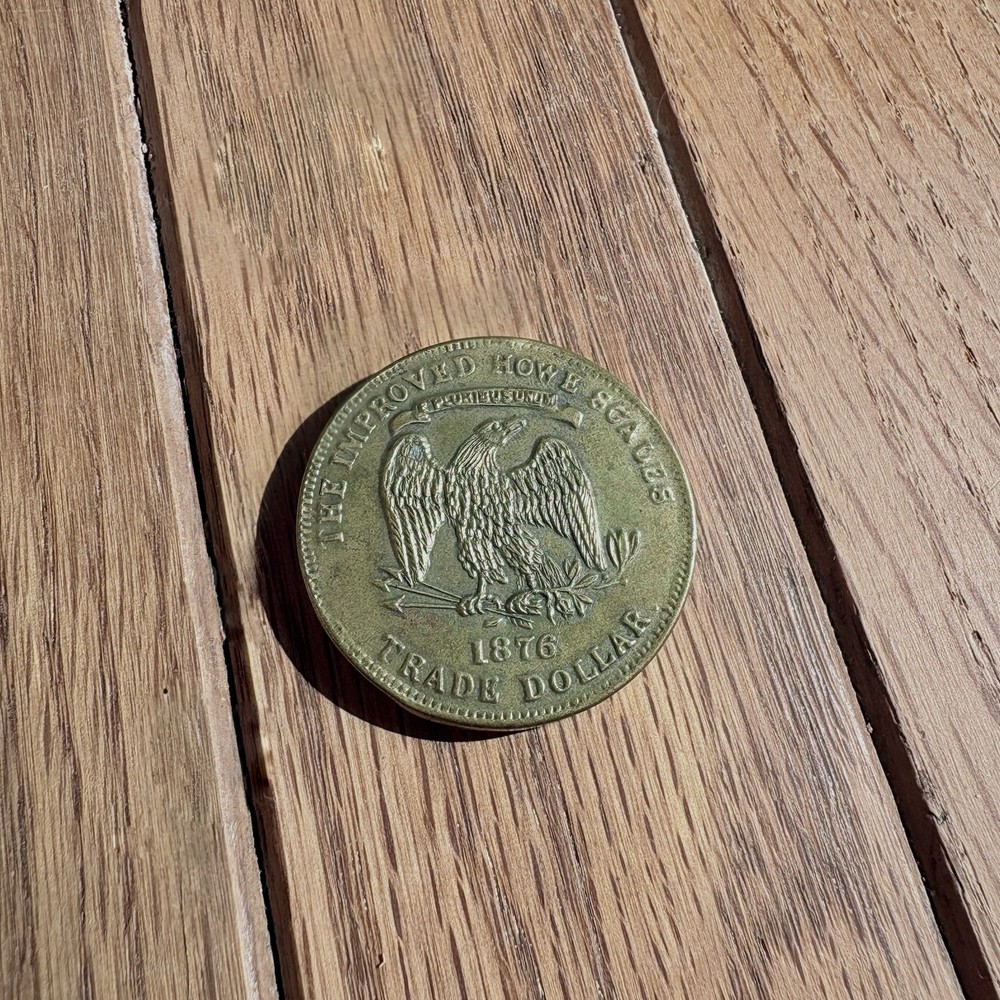 THE IMPROVED HOWE SCALES
E PLURIBUS UNUM
1876
TRADE DOLLAR.